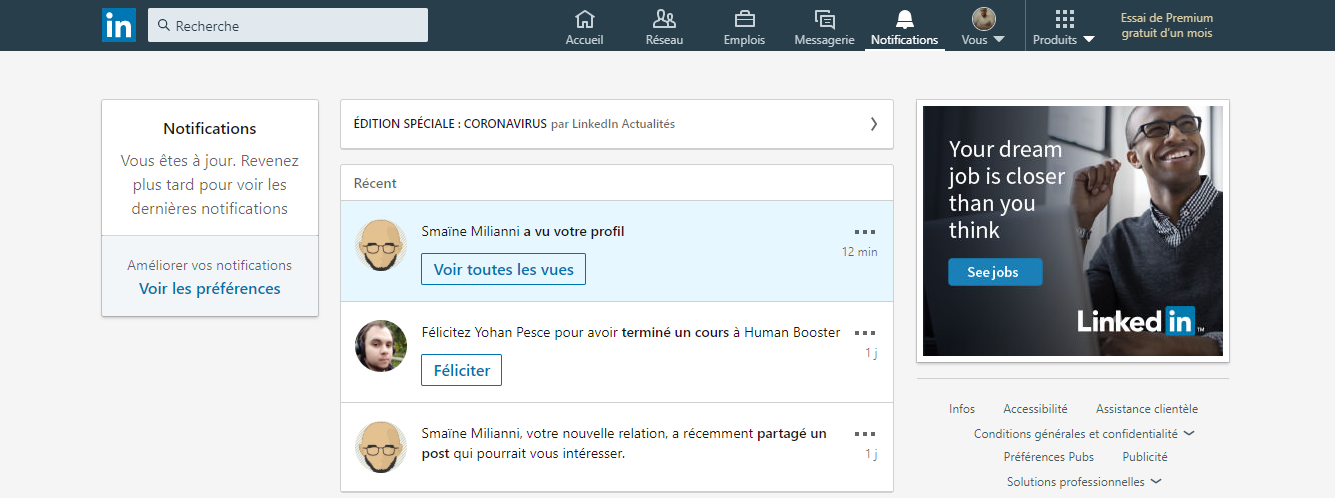 in
Recherche
Accueil
Réseau
Emplois
Messagerie
Notifications
Vous
Produits
Essai de Premium
gratuit d'un mois
Notifications
Vous êtes à jour. Revenez
plus tard pour voir les
dernières notifications
Améliorer vos notifications
Voir les préférences
ÉDITION SPÉCIALE : CORONAVIRUS par LinkedIn Actualités
Récent
Smaïne Milianni a vu votre profil
12 min
Voir toutes les vues
Félicitez Yohan Pesce pour avoir terminé un cours à Human Booster
1 j
Féliciter
Smaïne Milianni, votre nouvelle relation, a récemment partagé un
post qui pourrait vous intéresser.
1 j
Your dream
job is closer
than you
think
See jobs
Linked in ™
Infos
Accessibilité
Assistance clientèle
Conditions générales et confidentialité
Préférences Pubs
Publicité
Solutions professionnelles